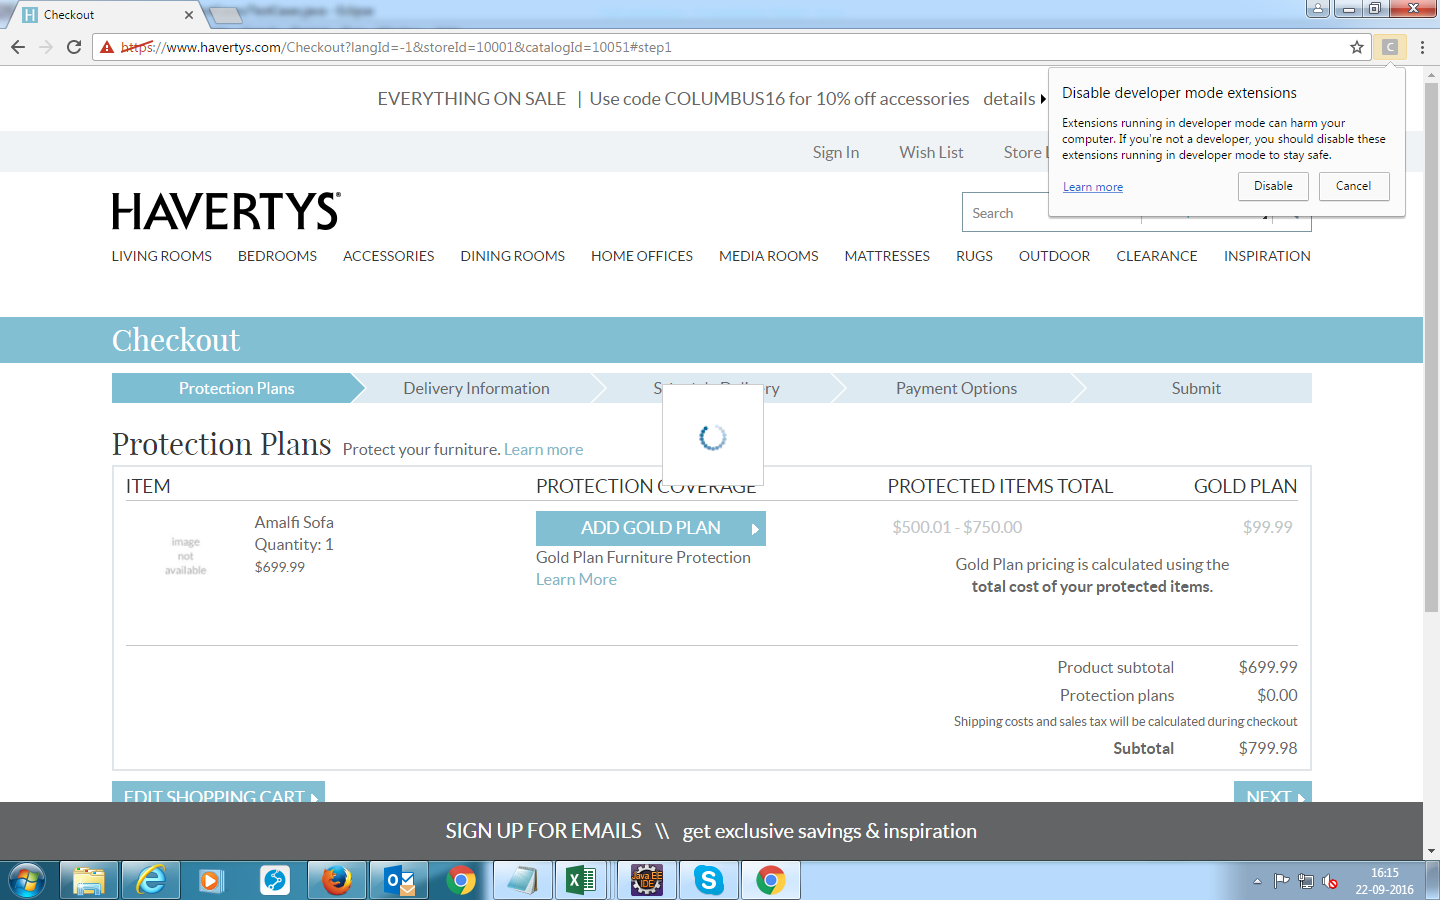 Checkout
https://www.havertys.com/Checkout?langId=-1&storeId=10001&catalogId=10051#step1
C
EVERYTHING ON SALE | Use code COLUMBUS16 for 10% off accessories details
Disable developer mode extensions
Extensions running in developer mode can harm your
computer. If you're not a developer, you should disable these
extensions running in developer mode to stay safe.
Learn more
Disable
Cancel
Sign In
Wish List
Store
HAVERTYS®
Search
LIVING ROOMS
BEDROOMS
ACCESSORIES
DINING ROOMS
HOME OFFICES
MEDIA ROOMS
MATTRESSES
RUGS
OUTDOOR
CLEARANCE
INSPIRATION
Checkout
Protection Plans
Delivery Information
Payment Options
Submit
Protection Plans Protect your furniture. Learn more
ITEM
PROTECTION COVERAGE
PROTECTED ITEMS TOTAL
GOLD PLAN
image
not
available
Amalfi Sofa
Quantity: 1
$699.99
ADD GOLD PLAN
Gold Plan Furniture Protection
Learn More
$500.01 - $750.00
$99.99
Gold Plan pricing is calculated using the
total cost of your protected items.
Product subtotal $699.99
Protection plans $0.00
Shipping costs and sales tax will be calculated during checkout
Subtotal $799.98
EDIT SHOPPING CART
NEXT
SIGN UP FOR EMAILS \\ get exclusive savings & inspiration
Java EE
IDE
16:15
22-09-2016